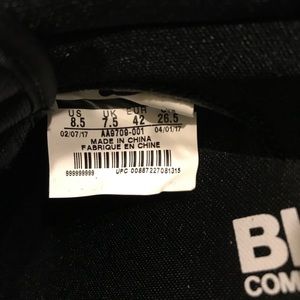 US UK EUR CM
8.5 7.5 42 26.5
02/07/17 AA9709-001 04/01/17
MADE IN CHINA
FABRIQUE EN CHINE
999999999 UPC 00887227081315
COM